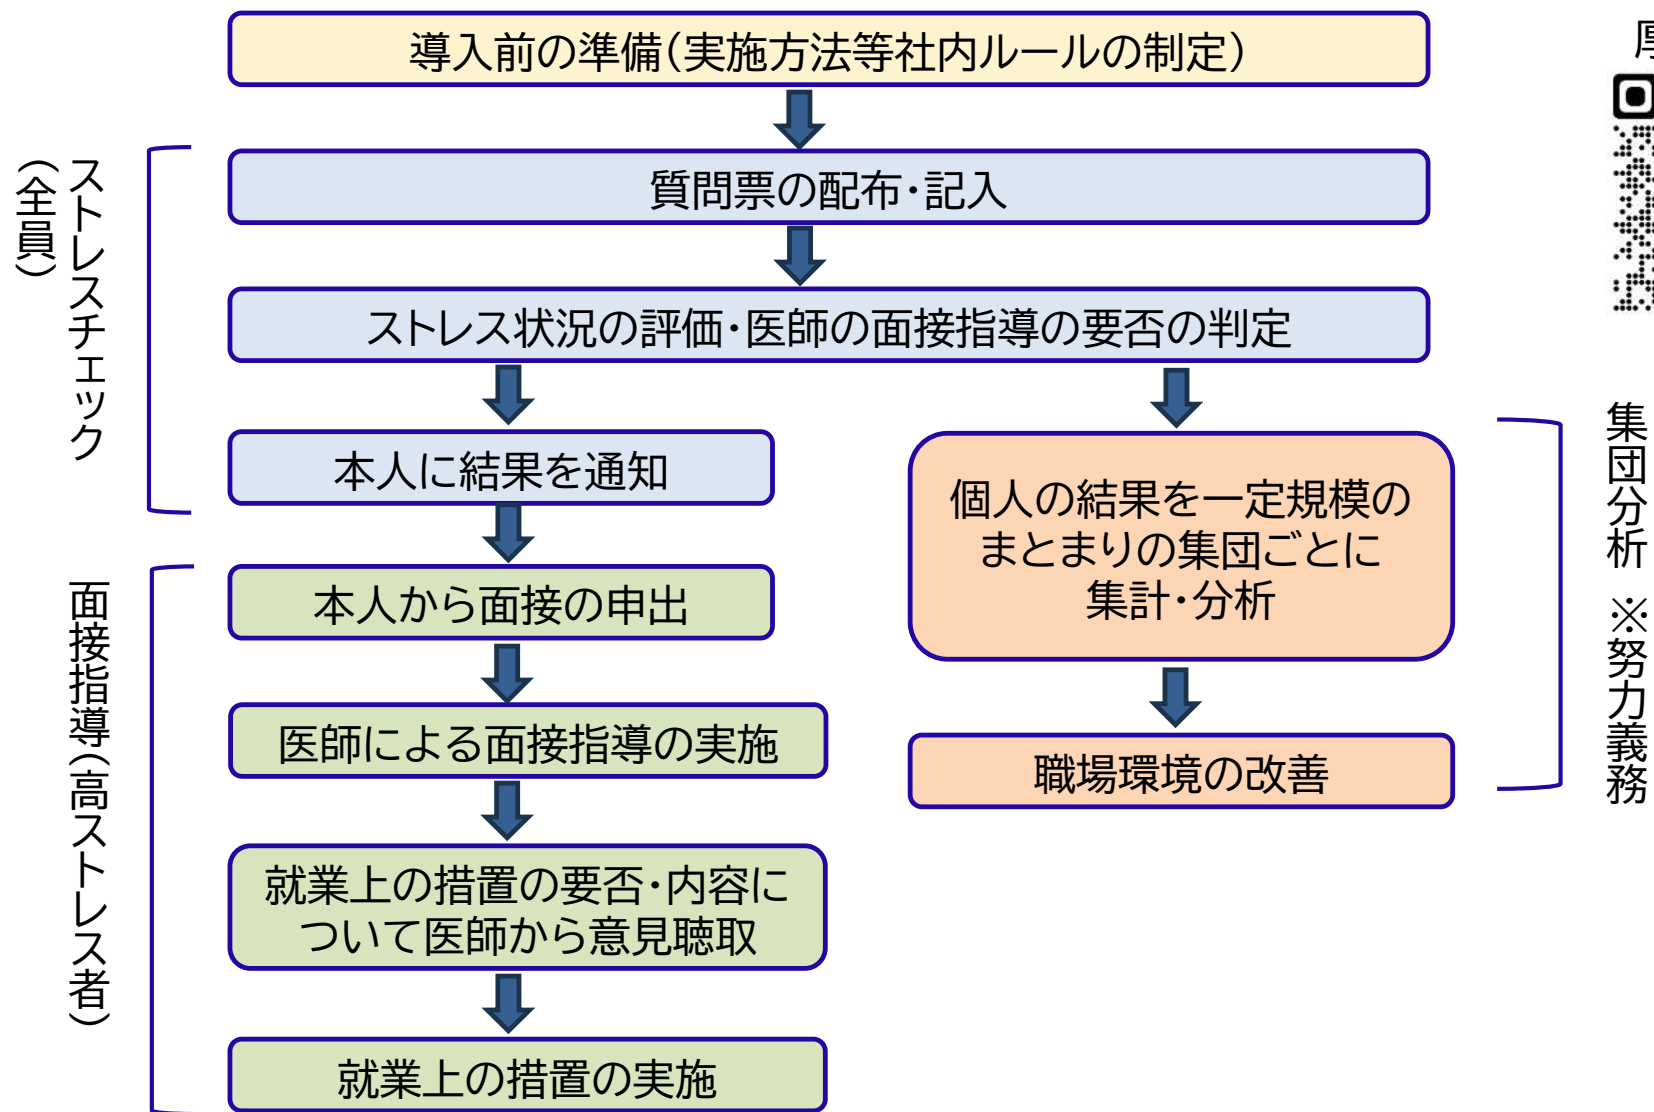 導入前の準備（実施方法等社内ルールの制定）
厚
ストレスチェック
（全員）
質問票の配布・記入
ストレス状況の評価・医師の面接指導の要否の判定
本人に結果を通知
面接指導（高ストレス者）
本人から面接の申出
医師による面接指導の実施
就業上の措置の要否・内容に
ついて医師から意見聴取
就業上の措置の実施
個人の結果を一定規模の
まとまりの集団ごとに
集計・分析
職場環境の改善
集団分析 ※努力義務